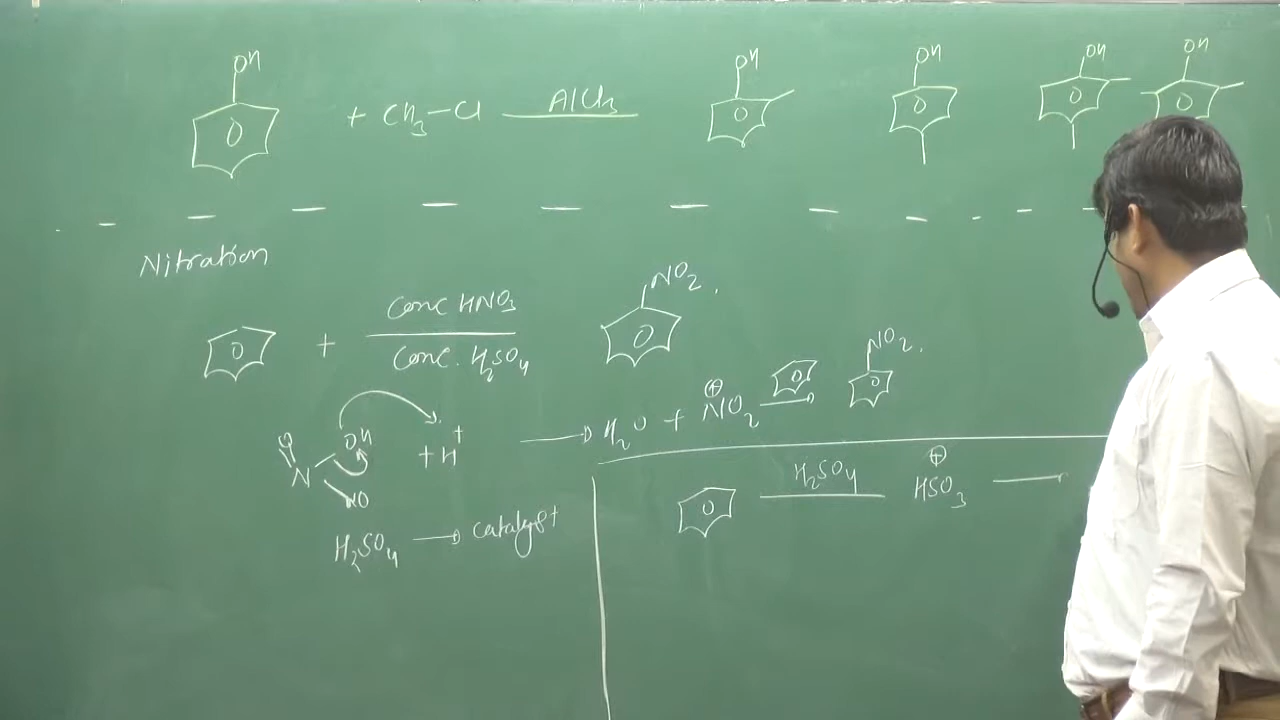 OH OH OH OH OH
+ CH3–Cl AlCl3
Nitration
+ Conc HNO3 NO2.
Conc. H2SO4
NO2.
⊕
OH + H+ → H2O + NO2 →
O
N
O
H2SO4 → catalyst
H2SO4 ⊕
HSO3 →